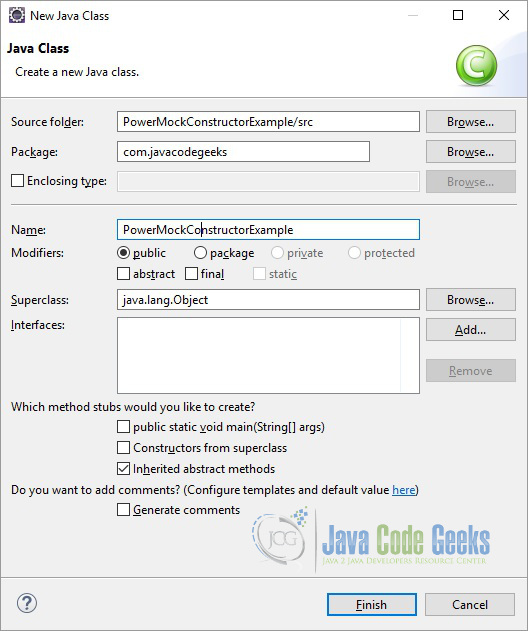 New Java Class
Java Class
Create a new Java class.
C
Source folder: PowerMockConstructorExample/src Browse...
Package: com.javacodegeeks Browse...
Enclosing type: Browse...
Name: PowerMockConstructorExample
Modifiers: public package private protected
abstract final static
Superclass: java.lang.Object Browse...
Interfaces: Add...
Remove
Which method stubs would you like to create?
public static void main(String[] args)
Constructors from superclass
Inherited abstract methods
Do you want to add comments? (Configure templates and default value here)
Generate comments
JCG Java Code Geeks
Java 2 Java Developers Resource Center
? Finish Cancel